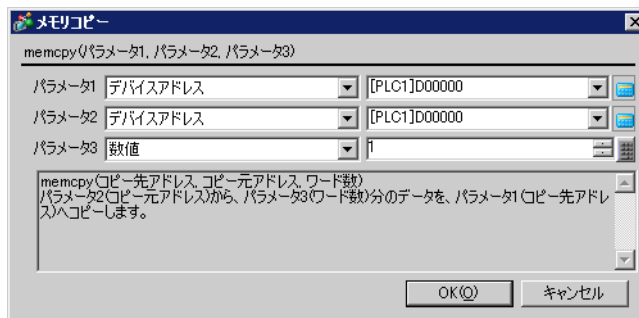 メモリコピー
memcpy(パラメータ1, パラメータ2, パラメータ3)
パラメータ1 デバイスアドレス [PLC1]D00000
パラメータ2 デバイスアドレス [PLC1]D00000
パラメータ3 数値 1
memcpy(コピー先アドレス, コピー元アドレス, ワード数)
パラメータ2(コピー元アドレス)から、パラメータ3(ワード数)分のデータを、パラメータ1(コピー先アドレ
ス)へコピーします。
OK(O) キャンセル